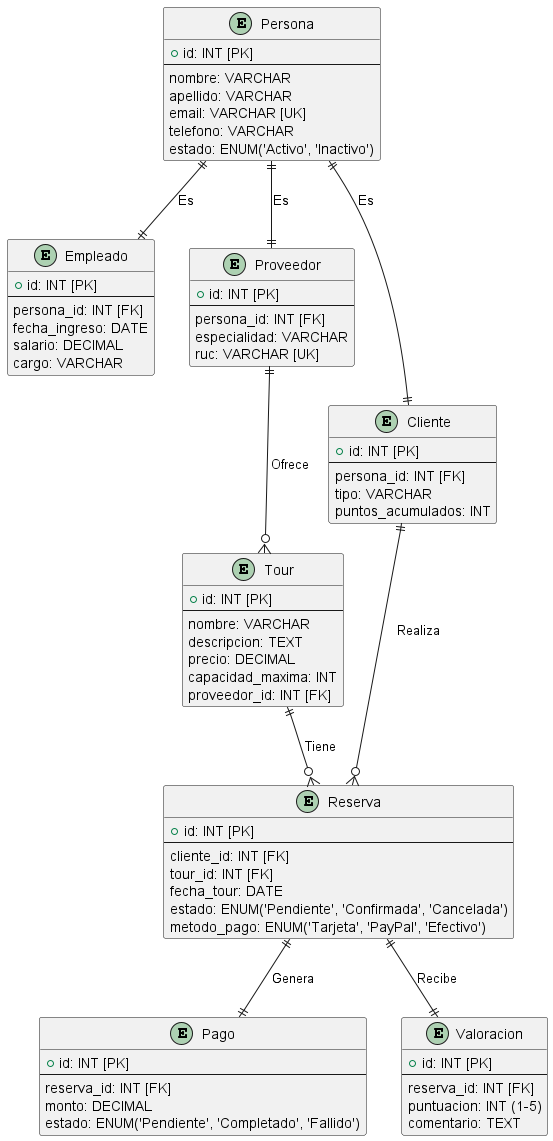 E Persona
id: INT [PK]
nombre: VARCHAR
apellido: VARCHAR
email: VARCHAR [UK]
telefono: VARCHAR
estado: ENUM('Activo', 'Inactivo')
Es
Es
Es
E Empleado
id: INT [PK]
persona_id: INT [FK]
fecha_ingreso: DATE
salario: DECIMAL
cargo: VARCHAR
E Proveedor
id: INT [PK]
persona_id: INT [FK]
especialidad: VARCHAR
ruc: VARCHAR [UK]
E Cliente
id: INT [PK]
persona_id: INT [FK]
tipo: VARCHAR
puntos_acumulados: INT
Ofrece
E Tour
id: INT [PK]
nombre: VARCHAR
descripcion: TEXT
precio: DECIMAL
capacidad_maxima: INT
proveedor_id: INT [FK]
Realiza
Tiene
E Reserva
id: INT [PK]
cliente_id: INT [FK]
tour_id: INT [FK]
fecha_tour: DATE
estado: ENUM('Pendiente', 'Confirmada', 'Cancelada')
metodo_pago: ENUM('Tarjeta', 'PayPal', 'Efectivo')
Genera
Recibe
E Pago
id: INT [PK]
reserva_id: INT [FK]
monto: DECIMAL
estado: ENUM('Pendiente', 'Completado', 'Fallido')
E Valoracion
id: INT [PK]
reserva_id: INT [FK]
puntuacion: INT (1-5)
comentario: TEXT